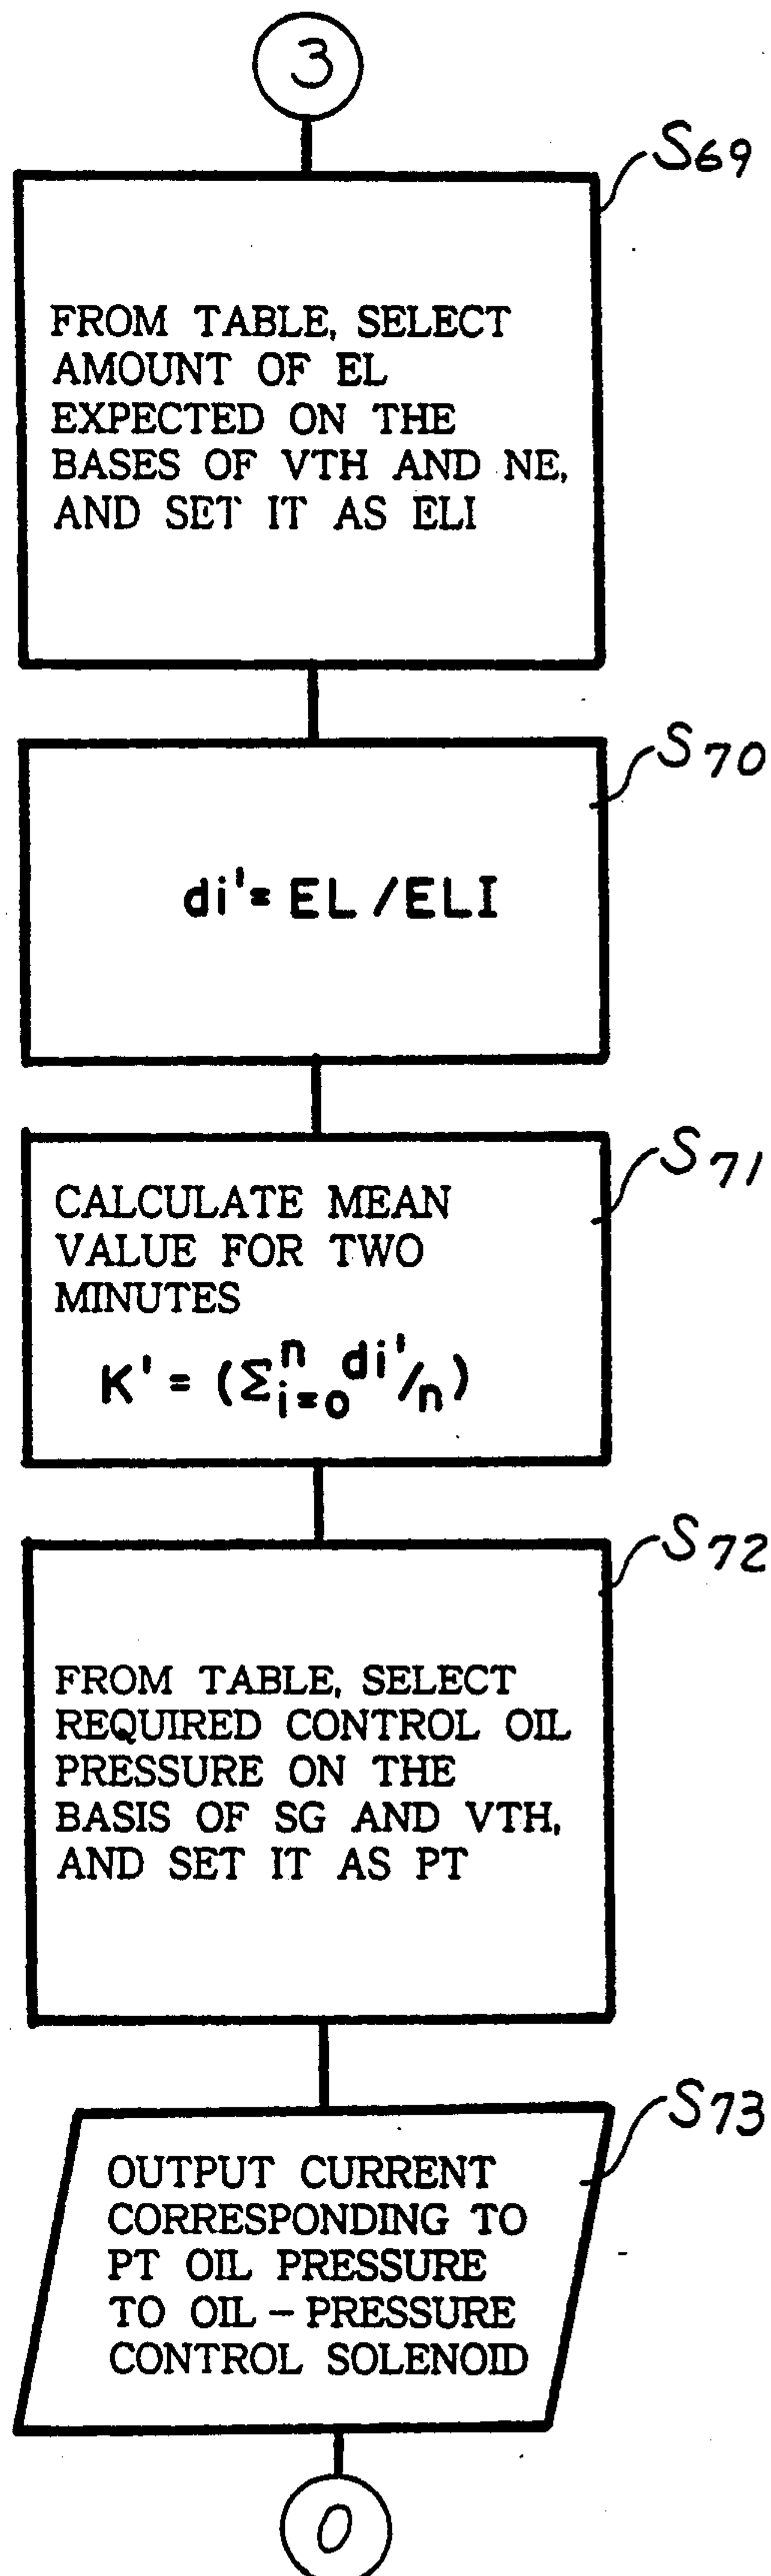 3
S69
FROM TABLE, SELECT
AMOUNT OF EL
EXPECTED ON THE
BASES OF VTH AND NE,
AND SET IT AS ELI
S70
di'= EL /ELI
S71
CALCULATE MEAN
VALUE FOR TWO
MINUTES
K' = (Σⁿᵢ₌₀ di'/n)
S72
FROM TABLE, SELECT
REQUIRED CONTROL OIL
PRESSURE ON THE
BASIS OF SG AND VTH,
AND SET IT AS PT
S73
OUTPUT CURRENT
CORRESPONDING TO
PT OIL PRESSURE
TO OIL – PRESSURE
CONTROL SOLENOID
0